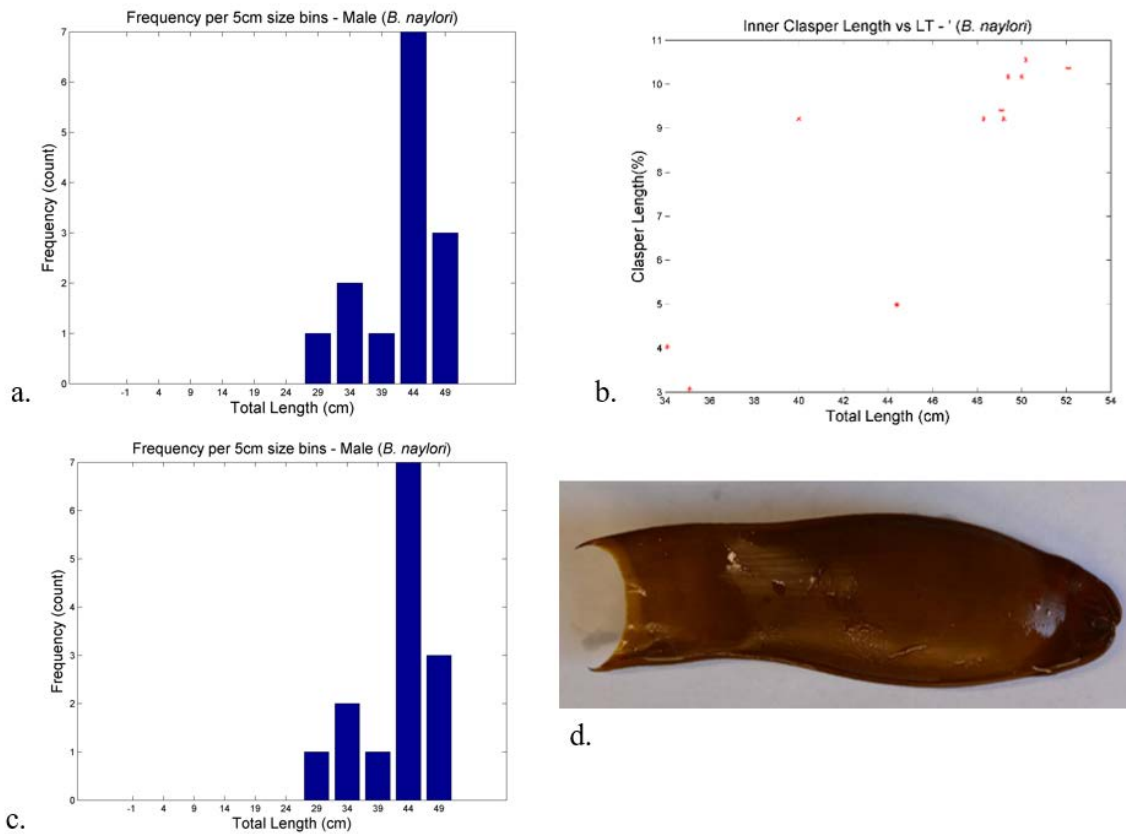 Frequency per 5cm size bins - Male (B. naylori)
7
6
5
4
3
2
1
0
Frequency (count)
-1 4 9 14 19 24 29 34 39 44 49
Total Length (cm)
a.
Inner Clasper Length vs LT - ' (B. naylori)
11
10
9
8
7
6
5
4
3
Clasper Length(%)
34 36 38 40 42 44 46 48 50 52 54
Total Length (cm)
b.
Frequency per 5cm size bins - Male (B. naylori)
7
6
5
4
3
2
1
0
Frequency (count)
-1 4 9 14 19 24 29 34 39 44 49
Total Length (cm)
c.
d.